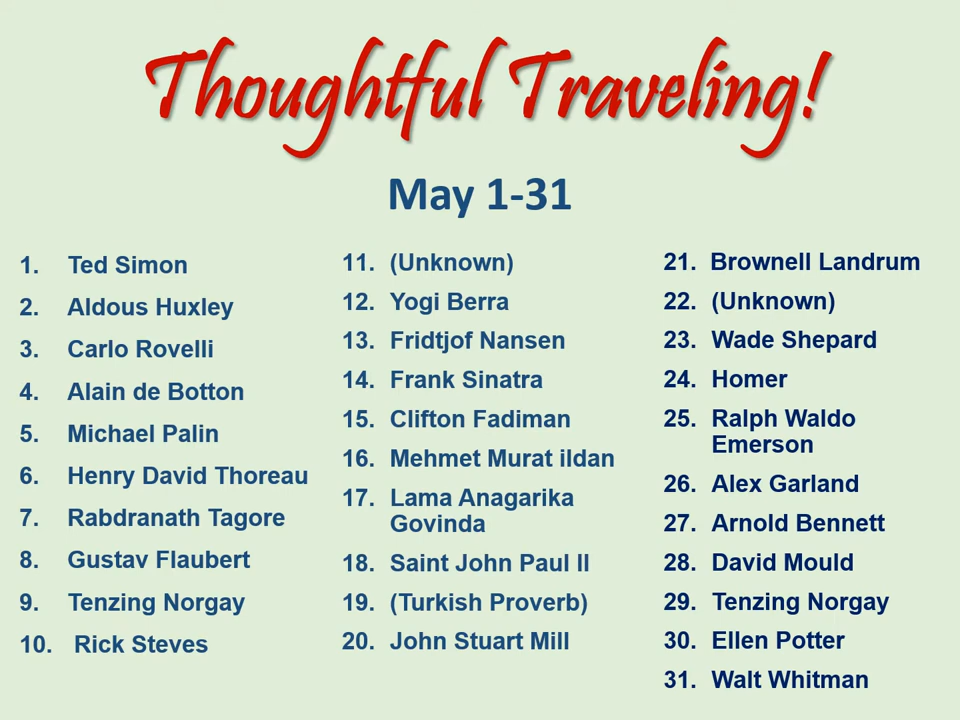 Thoughtful Traveling!
May 1-31
1. Ted Simon
2. Aldous Huxley
3. Carlo Rovelli
4. Alain de Botton
5. Michael Palin
6. Henry David Thoreau
7. Rabdranath Tagore
8. Gustav Flaubert
9. Tenzing Norgay
10. Rick Steves
11. (Unknown)
12. Yogi Berra
13. Fridtjof Nansen
14. Frank Sinatra
15. Clifton Fadiman
16. Mehmet Murat ildan
17. Lama Anagarika
Govinda
18. Saint John Paul II
19. (Turkish Proverb)
20. John Stuart Mill
21. Brownell Landrum
22. (Unknown)
23. Wade Shepard
24. Homer
25. Ralph Waldo
Emerson
26. Alex Garland
27. Arnold Bennett
28. David Mould
29. Tenzing Norgay
30. Ellen Potter
31. Walt Whitman